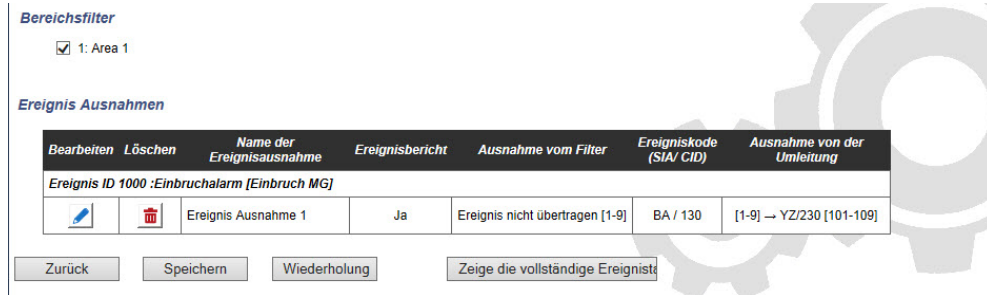 Bereichsfilter
1: Area 1
Ereignis Ausnahmen
Bearbeiten Löschen Name der Ereignisausnahme Ereignisbericht Ausnahme vom Filter Ereigniskode (SIA/ CID) Ausnahme von der Umleitung
Ereignis ID 1000 :Einbruchalarm [Einbruch MG]
Ereignis Ausnahme 1 Ja Ereignis nicht übertragen [1-9] BA / 130 [1-9] → YZ/230 [101-109]
Zurück Speichern Wiederholung Zeige die vollständige Ereignista